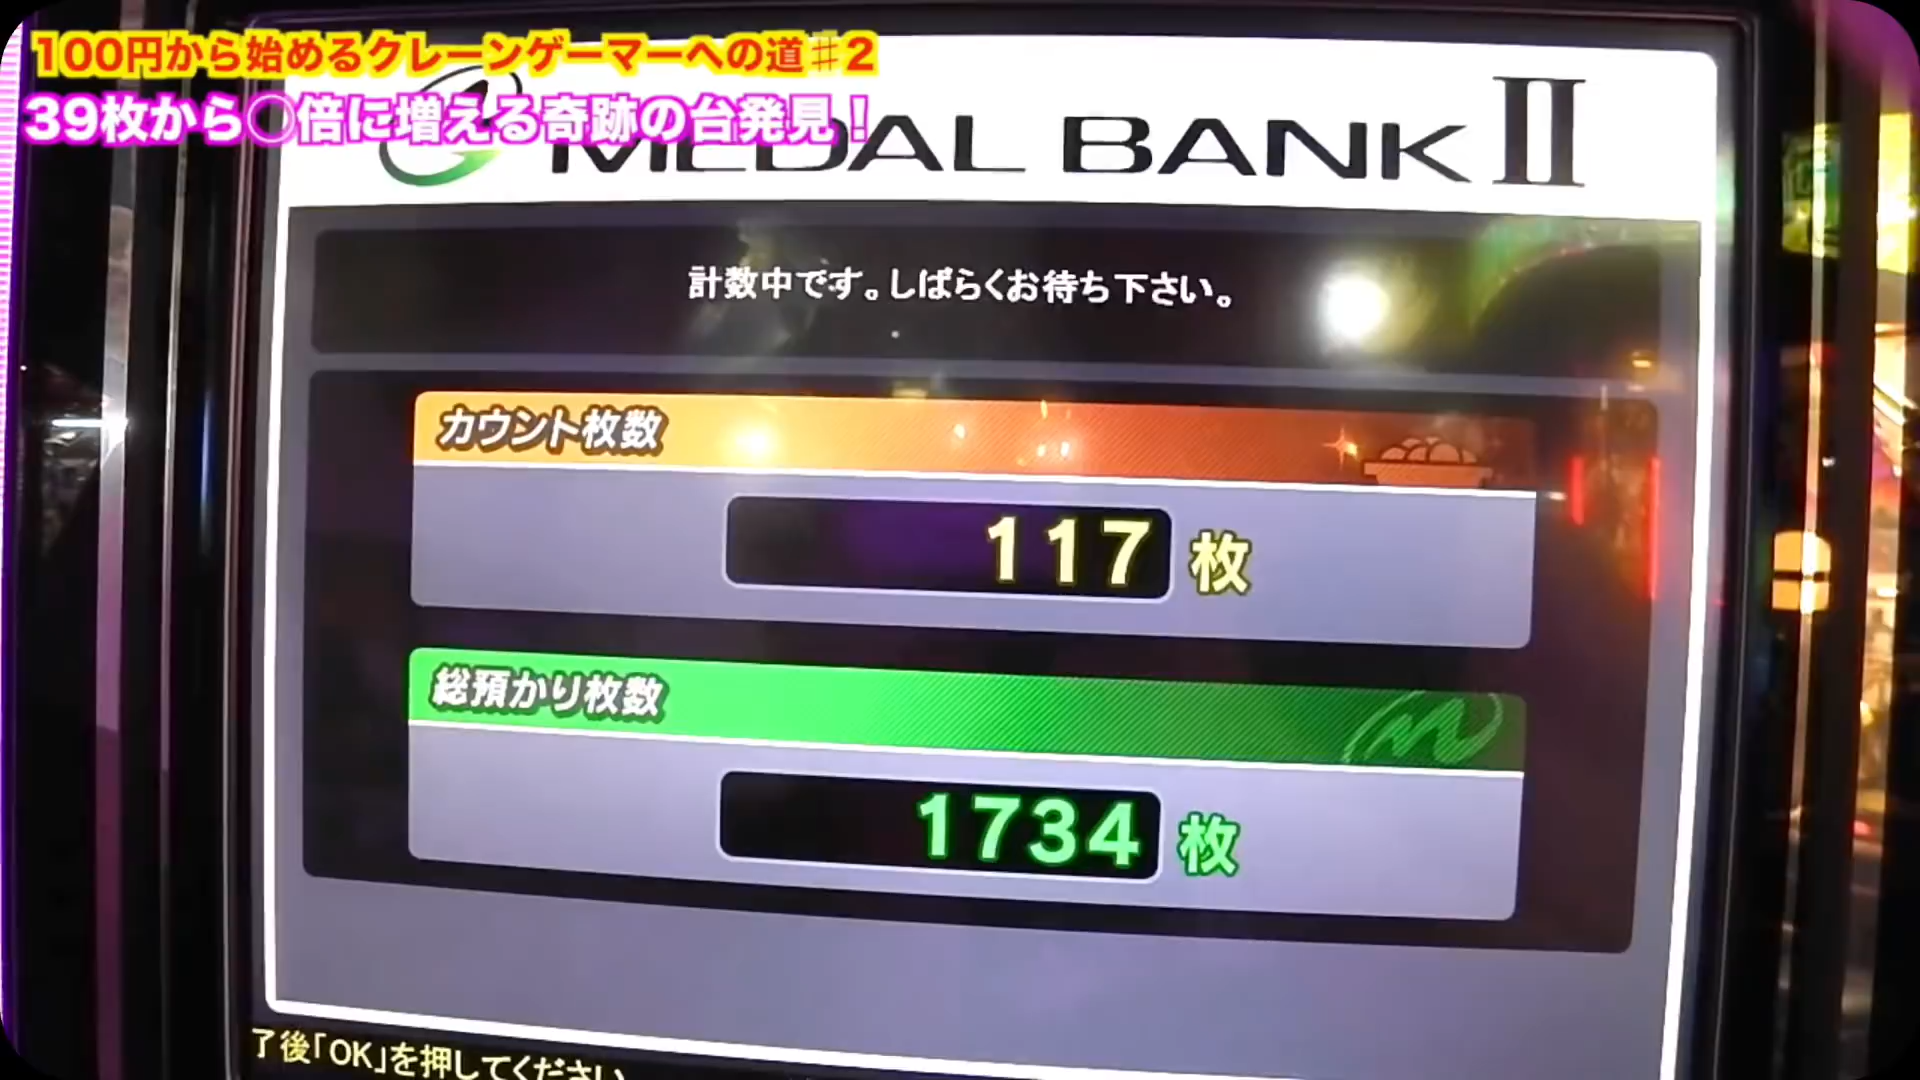 100円から始めるクレーンゲーマーへの道#2
39枚から○倍に増える奇跡の台発見！
MEDAL BANK II
計数中です。しばらくお待ち下さい。
カウント枚数
117 枚
総預かり枚数
1734 枚
了後「OK」を押してください